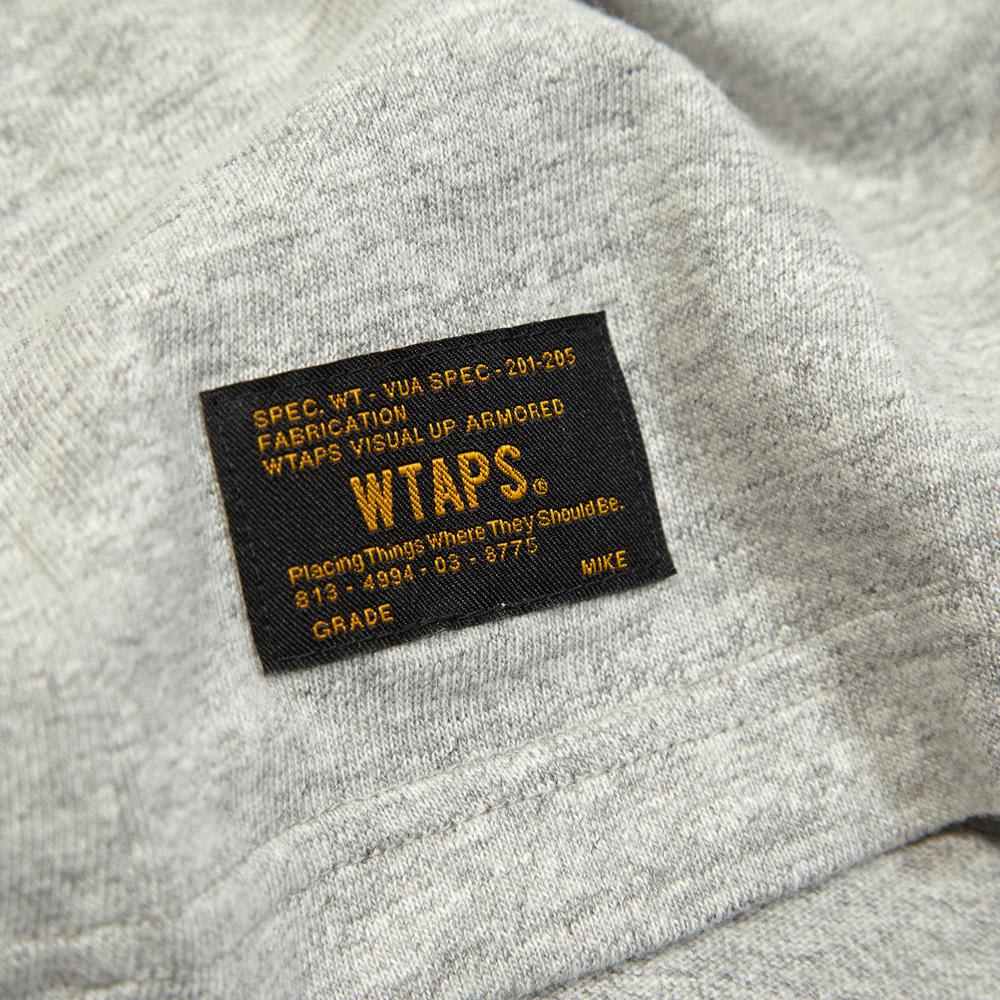 SPEC. WT - VUA SPEC - 201-205
FABRICATION
WTAPS VISUAL UP ARMORED
WTAPS.®
Placing Things Where They Should Be.
813 - 4994 - 03 - 8775
MIKE
GRADE